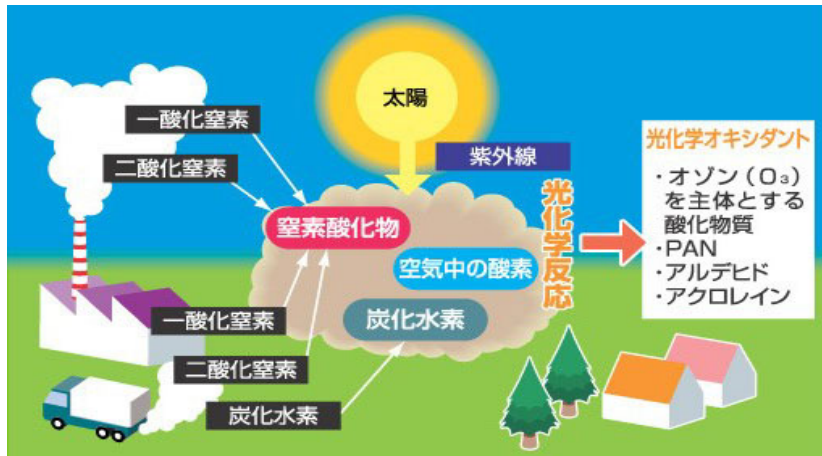 太陽
一酸化窒素
二酸化窒素
紫外線
窒素酸化物
空気中の酸素
炭化水素
光化学反応
一酸化窒素
二酸化窒素
炭化水素
光化学オキシダント
・オゾン（O₃）
を主体とする
酸化物質
・PAN
・アルデヒド
・アクロレイン